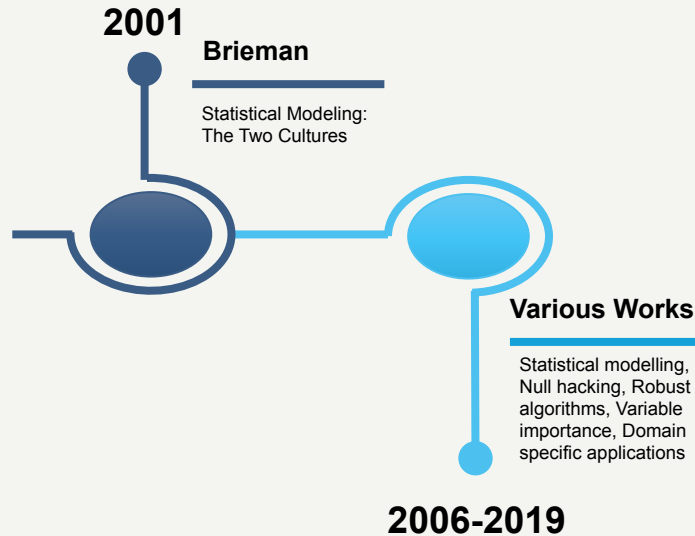 2001
Brieman
Statistical Modeling:
The Two Cultures
Various Works
Statistical modelling,
Null hacking, Robust
algorithms, Variable
importance, Domain
specific applications
2006-2019